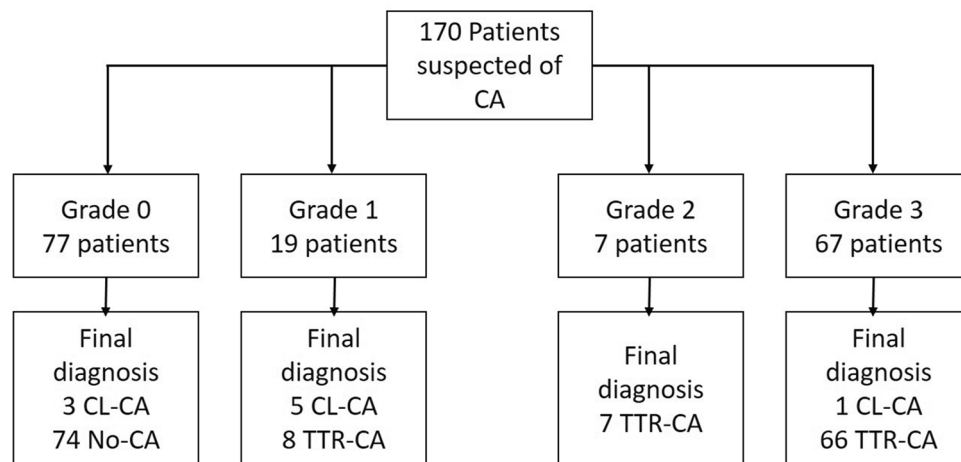 170 Patients
suspected of
CA
Grade 0
77 patients
Grade 1
19 patients
Grade 2
7 patients
Grade 3
67 patients
Final
diagnosis
3 CL-CA
74 No-CA
Final
diagnosis
5 CL-CA
8 TTR-CA
Final
diagnosis
7 TTR-CA
Final
diagnosis
1 CL-CA
66 TTR-CA